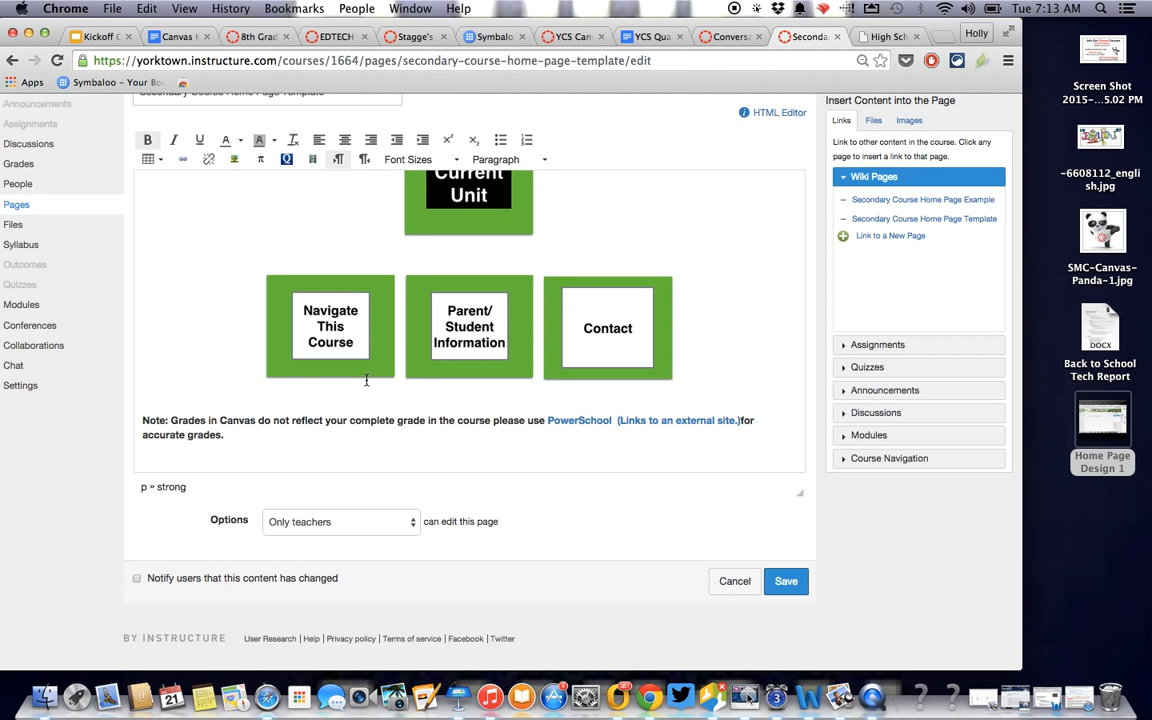 Chrome File Edit View History Bookmarks People Window Help
Tue 7:13 AM
Kickoff C
Canvas
8th Grad
EDTECH
Stagge's
Symbalo
YCS Can
YCS Qua
Convers
Seconda
High Sch
Holly
https://yorktown.instructure.com/courses/1664/pages/secondary-course-home-page-template/edit
Apps Symbaloo - Your Bo
Announcements
Assignments
Discussions
Grades
People
Pages
Files
Syllabus
Outcomes
Quizzes
Modules
Conferences
Collaborations
Chat
Settings
Secondary Course Home Page Template
HTML Editor
B I U A A
Font Sizes Paragraph
Current
Unit
Navigate
This
Course
Parent/
Student
Information
Contact
Note: Grades in Canvas do not reflect your complete grade in the course please use PowerSchool (Links to an external site.)for
accurate grades.
p » strong
Options Only teachers can edit this page
Notify users that this content has changed
Cancel Save
BY INSTRUCTURE User Research | Help | Privacy policy | Terms of service | Facebook | Twitter
Insert Content into the Page
Links Files Images
Link to other content in the course. Click any
page to insert a link to that page.
Wiki Pages
Secondary Course Home Page Example
Secondary Course Home Page Template
Link to a New Page
Assignments
Quizzes
Announcements
Discussions
Modules
Course Navigation
Screen Shot
2015-...5.02 PM
-6608112_engli
sh.jpg
SMC-Canvas-
Panda-1.jpg
DOCX
Back to School
Tech Report
Home Page
Design 1